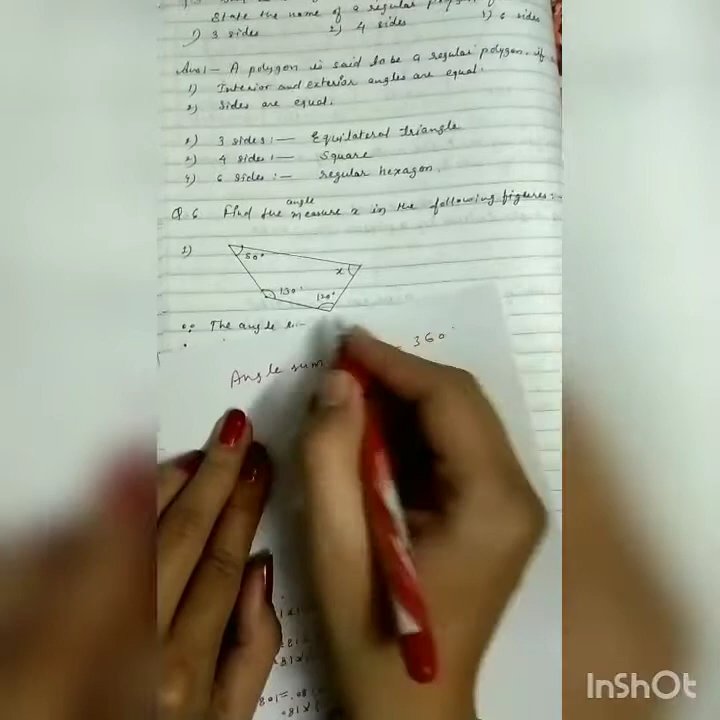 State the name of a regular
1) 3 sides 2) 4 sides 3) 6 sides
Ans1- A polygon is said to be a regular polygon. if
1) Interior and exterior angles are equal.
2) Sides are equal.
1) 3 sides :— Equilateral triangle
2) 4 sides :— Square
3) 6 sides :— regular hexagon.
Q 6 Find the angle measure x in the following figures:-
1)
50°
x
130°
120°
∵ The angle
Angle sum = 360°
InShOt